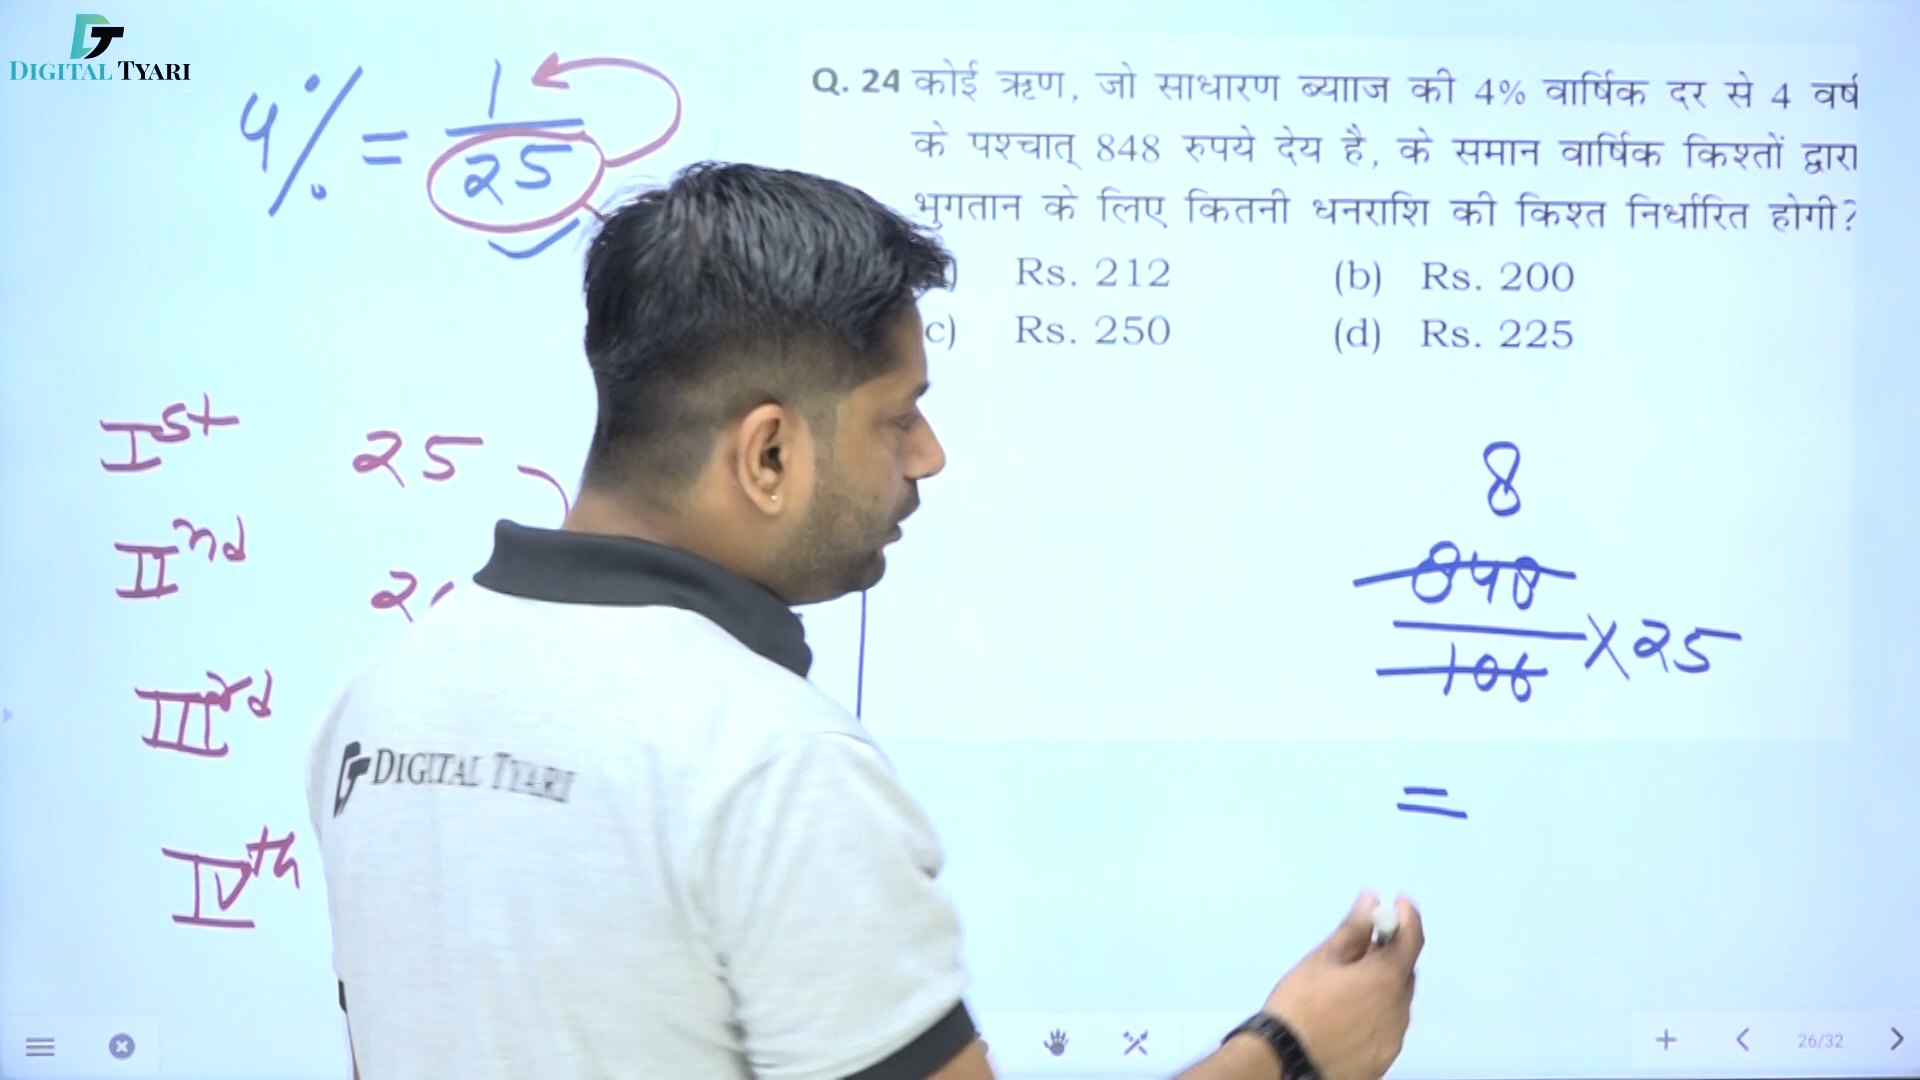 DIGITAL TYARI
4% = 1/25
Q. 24 कोई ऋण, जो साधारण ब्यााज की 4% वार्षिक दर से 4 वर्ष
के पश्चात् 848 रुपये देय है, के समान वार्षिक किश्तों द्वारा
भुगतान के लिए कितनी धनराशि की किश्त निर्धारित होगी?
) Rs. 212 (b) Rs. 200
c) Rs. 250 (d) Rs. 225
Ist 25
IInd 2
IIIrd
IVth
8
848
106 × 25
=
DIGITAL TYARI
26/32